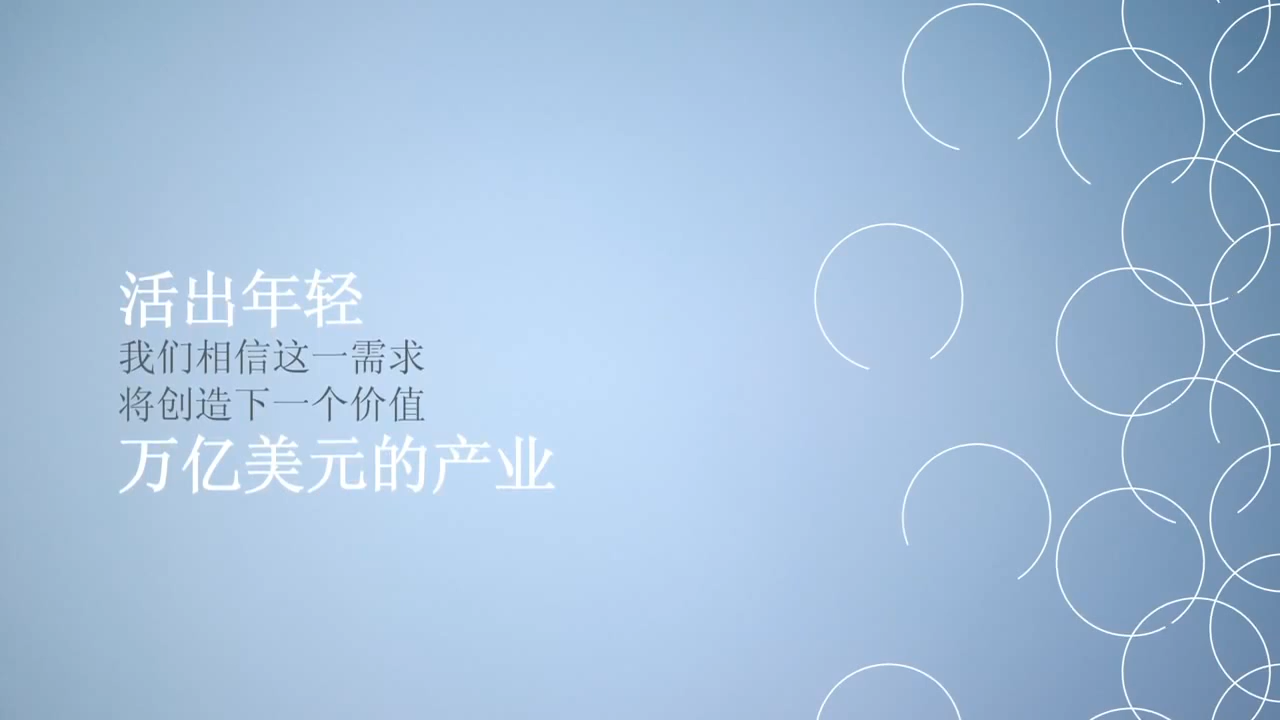 活出年轻
我们相信这一需求
将创造下一个价值
万亿美元的产业